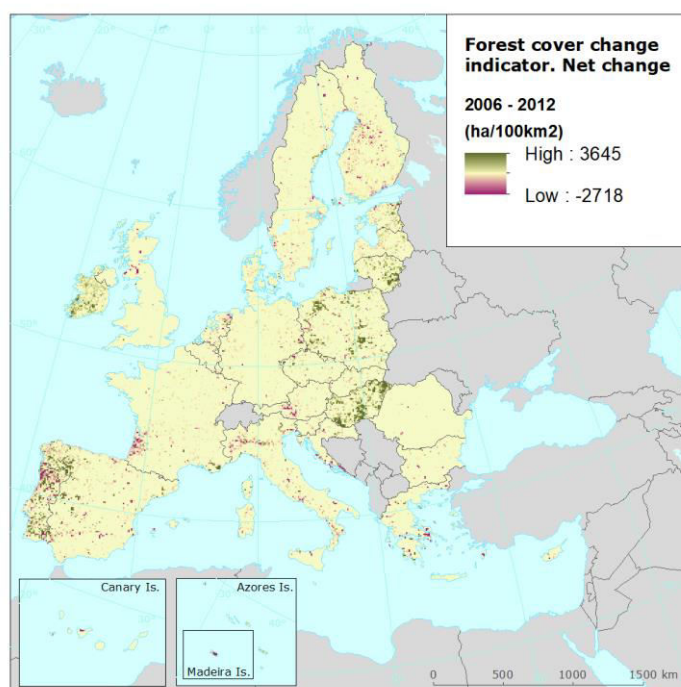 Forest cover change
indicator. Net change
2006 - 2012
(ha/100km2)
High : 3645
Low : -2718
Canary Is.
Azores Is.
Madeira Is.
0 500 1000 1500 km